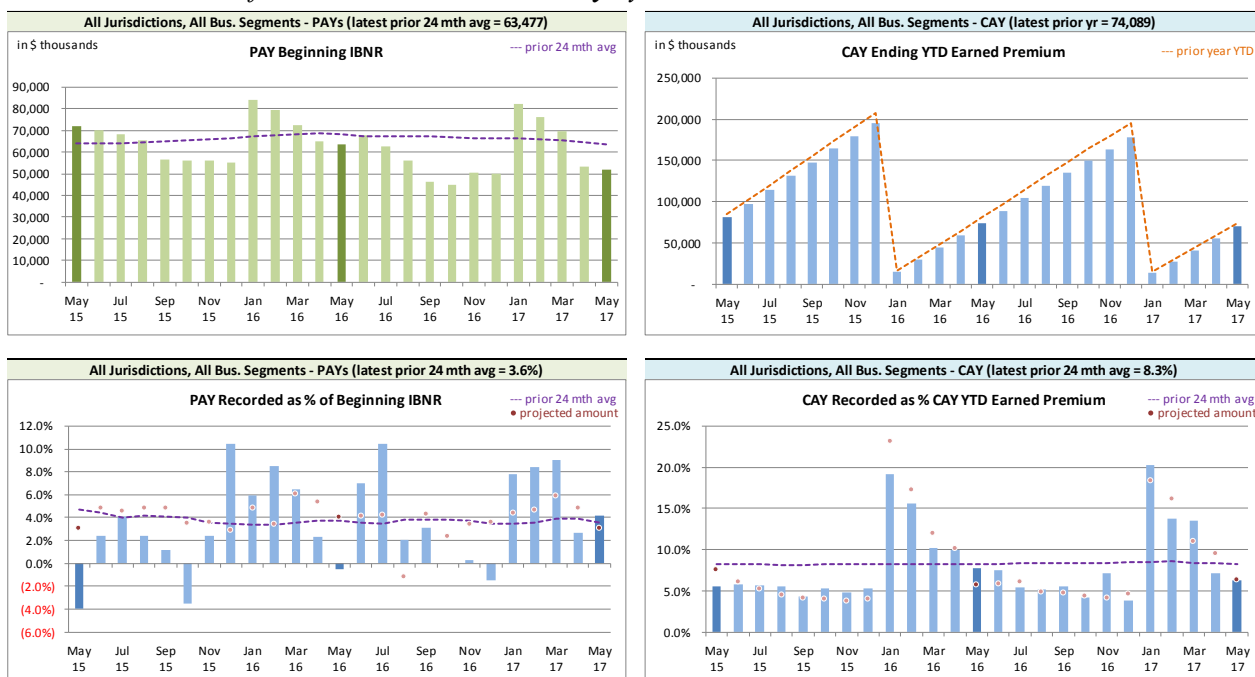 All Jurisdictions, All Bus. Segments - PAYs (latest prior 24 mth avg = 63,477)
in $ thousands
PAY Beginning IBNR
--- prior 24 mth avg
90,000
80,000
70,000
60,000
50,000
40,000
30,000
20,000
10,000
-
May 15 Jul 15 Sep 15 Nov 15 Jan 16 Mar 16 May 16 Jul 16 Sep 16 Nov 16 Jan 17 Mar 17 May 17
All Jurisdictions, All Bus. Segments - CAY (latest prior yr = 74,089)
in $ thousands
CAY Ending YTD Earned Premium
--- prior year YTD
250,000
200,000
150,000
100,000
50,000
-
May 15 Jul 15 Sep 15 Nov 15 Jan 16 Mar 16 May 16 Jul 16 Sep 16 Nov 16 Jan 17 Mar 17 May 17
All Jurisdictions, All Bus. Segments - PAYs (latest prior 24 mth avg = 3.6%)
PAY Recorded as % of Beginning IBNR
--- prior 24 mth avg
● projected amount
12.0%
10.0%
8.0%
6.0%
4.0%
2.0%
0.0%
(2.0%)
(4.0%)
(6.0%)
May 15 Jul 15 Sep 15 Nov 15 Jan 16 Mar 16 May 16 Jul 16 Sep 16 Nov 16 Jan 17 Mar 17 May 17
All Jurisdictions, All Bus. Segments - CAY (latest prior 24 mth avg = 8.3%)
CAY Recorded as % CAY YTD Earned Premium
--- prior 24 mth avg
● projected amount
25.0%
20.0%
15.0%
10.0%
5.0%
0.0%
May 15 Jul 15 Sep 15 Nov 15 Jan 16 Mar 16 May 16 Jul 16 Sep 16 Nov 16 Jan 17 Mar 17 May 17